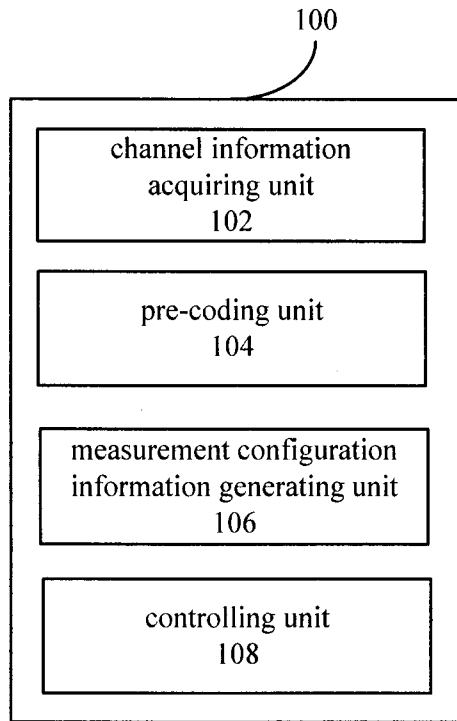 100
channel information
acquiring unit
102
pre-coding unit
104
measurement configuration
information generating unit
106
controlling unit
108